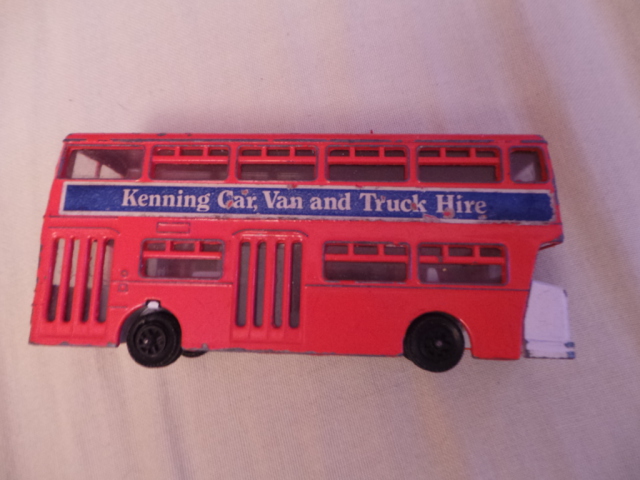 Kenning Car, Van and Truck Hire